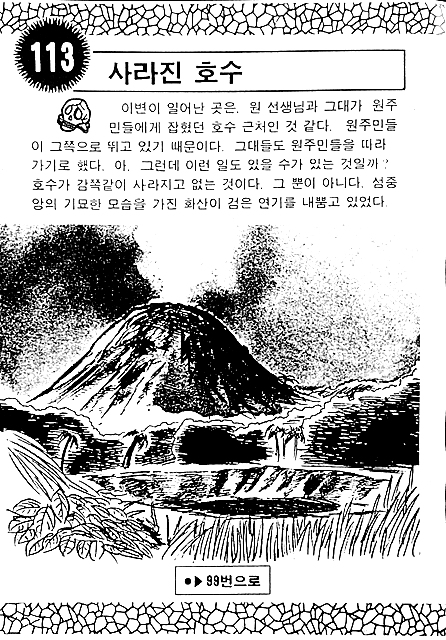 113
사라진 호수
이변이 일어난 곳은, 원 선생님과 그대가 원주
민들에게 잡혔던 호수 근처인 것 같다. 원주민들
이 그쪽으로 뛰고 있기 때문이다. 그대들도 원주민들을 따라
가기로 했다. 아, 그런데 이런 일도 있을 수가 있는 것일까?
호수가 감쪽같이 사라지고 없는 것이다. 그 뿐이 아니다. 섬중
앙의 기묘한 모습을 가진 화산이 검은 연기를 내뿜고 있었다.
●▶99번으로